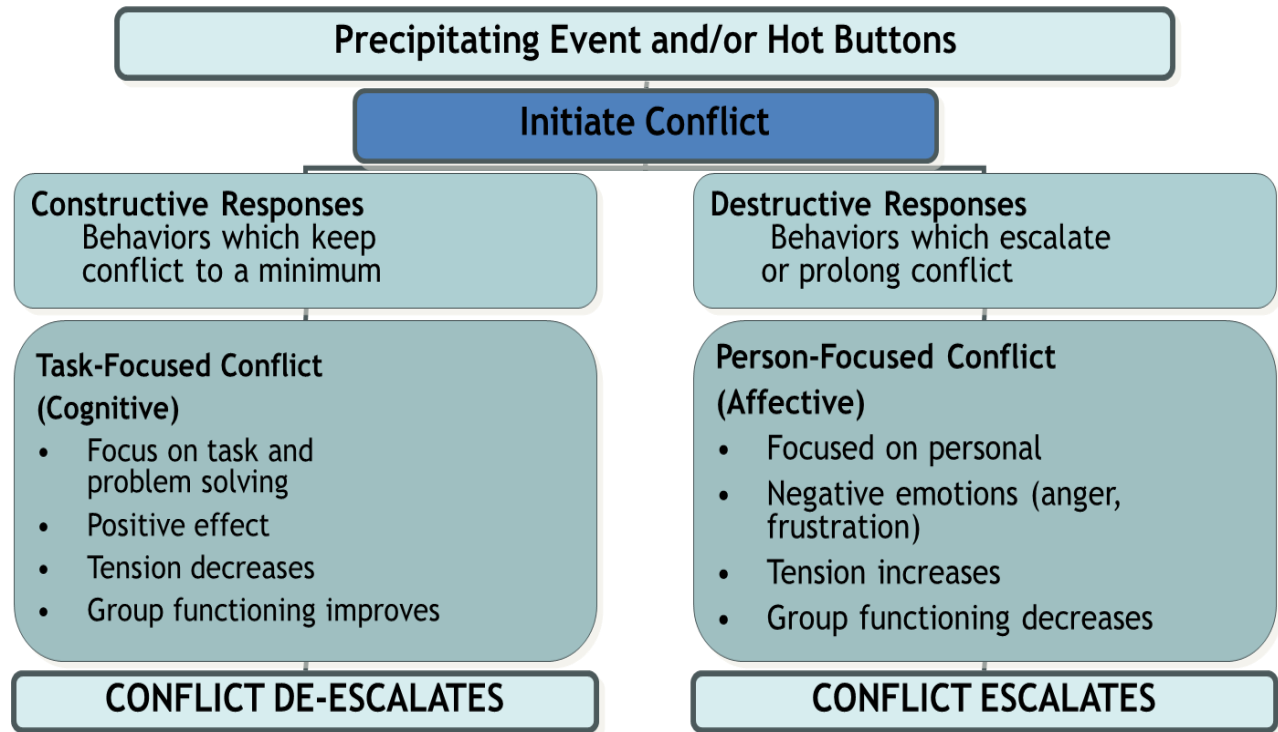 Precipitating Event and/or Hot Buttons
Initiate Conflict
Constructive Responses
Behaviors which keep
conflict to a minimum
Task-Focused Conflict
(Cognitive)
• Focus on task and
problem solving
• Positive effect
• Tension decreases
• Group functioning improves
CONFLICT DE-ESCALATES
Destructive Responses
Behaviors which escalate
or prolong conflict
Person-Focused Conflict
(Affective)
• Focused on personal
• Negative emotions (anger,
frustration)
• Tension increases
• Group functioning decreases
CONFLICT ESCALATES